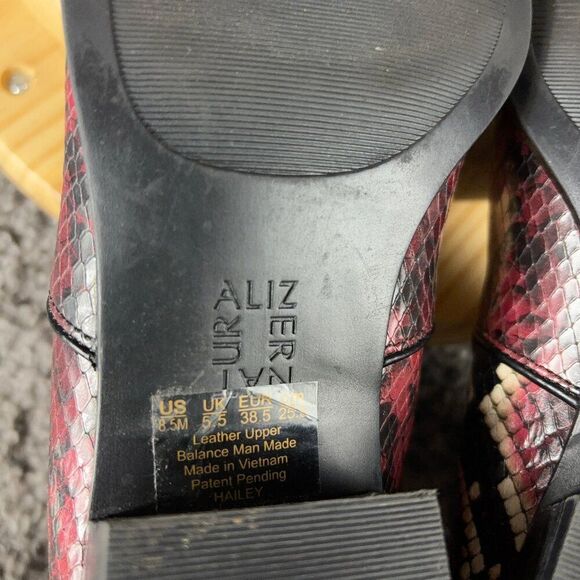 NATURALIZER
US UK EUR
8.5M 5.5 38.5
Leather Upper
Balance Man Made
Made in Vietnam
Patent Pending
HAILEY